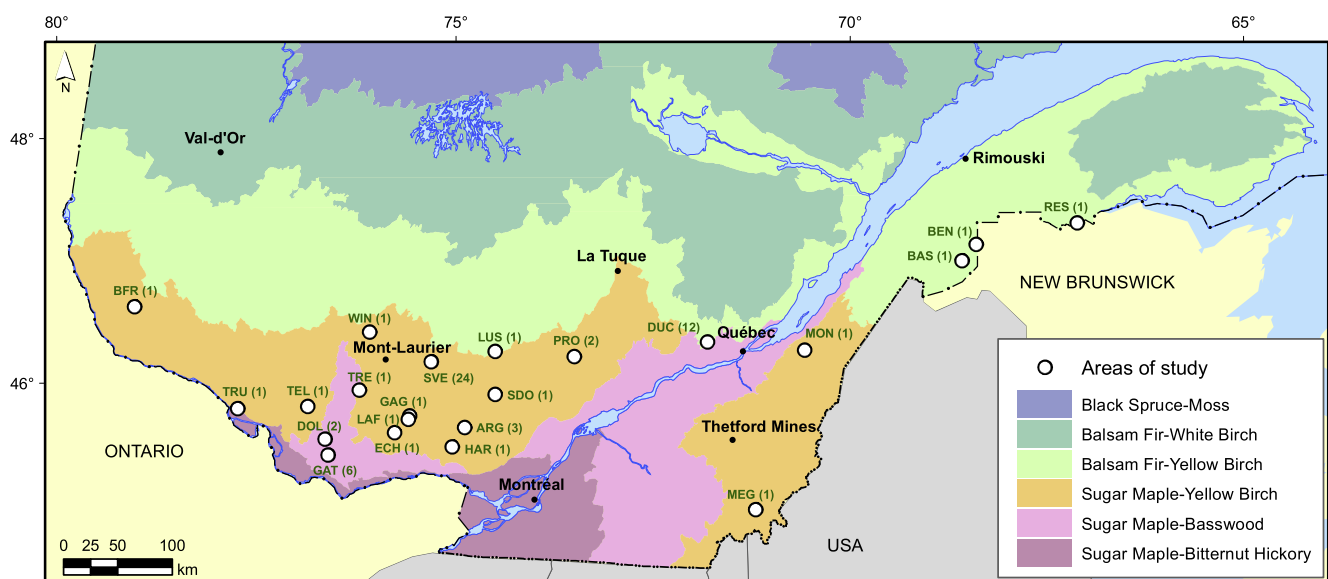 80°
75°
70°
65°
N
48°
Val-d'Or
Rimouski
RES (1)
BEN (1)
BAS (1)
La Tuque
NEW BRUNSWICK
BFR (1)
WIN (1)
Mont-Laurier
LUS (1)
PRO (2)
DUC (12)
Québec
MON (1)
46°
TRE (1)
SVE (24)
TRU (1)
TEL (1)
GAG (1)
SDO (1)
LAF (1)
DOL (2)
ARG (3)
Thetford Mines
ECH (1)
HAR (1)
ONTARIO
GAT (6)
Montréal
MEG (1)
USA
0 25 50 100
km
Areas of study
Black Spruce-Moss
Balsam Fir-White Birch
Balsam Fir-Yellow Birch
Sugar Maple-Yellow Birch
Sugar Maple-Basswood
Sugar Maple-Bitternut Hickory